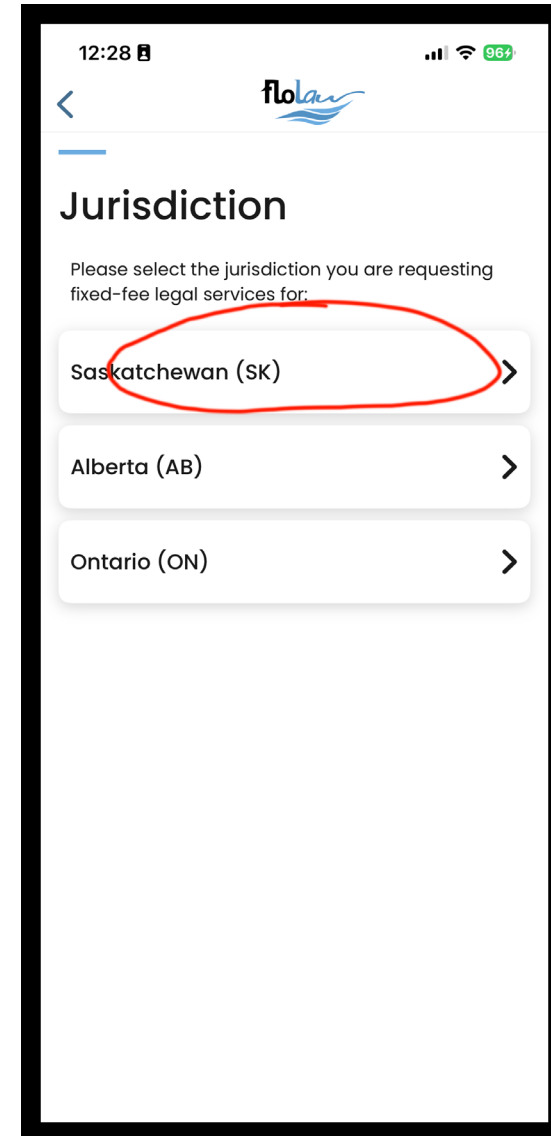 12:28
96
flolaw
Jurisdiction
Please select the jurisdiction you are requesting
fixed-fee legal services for:
Saskatchewan (SK)
Alberta (AB)
Ontario (ON)